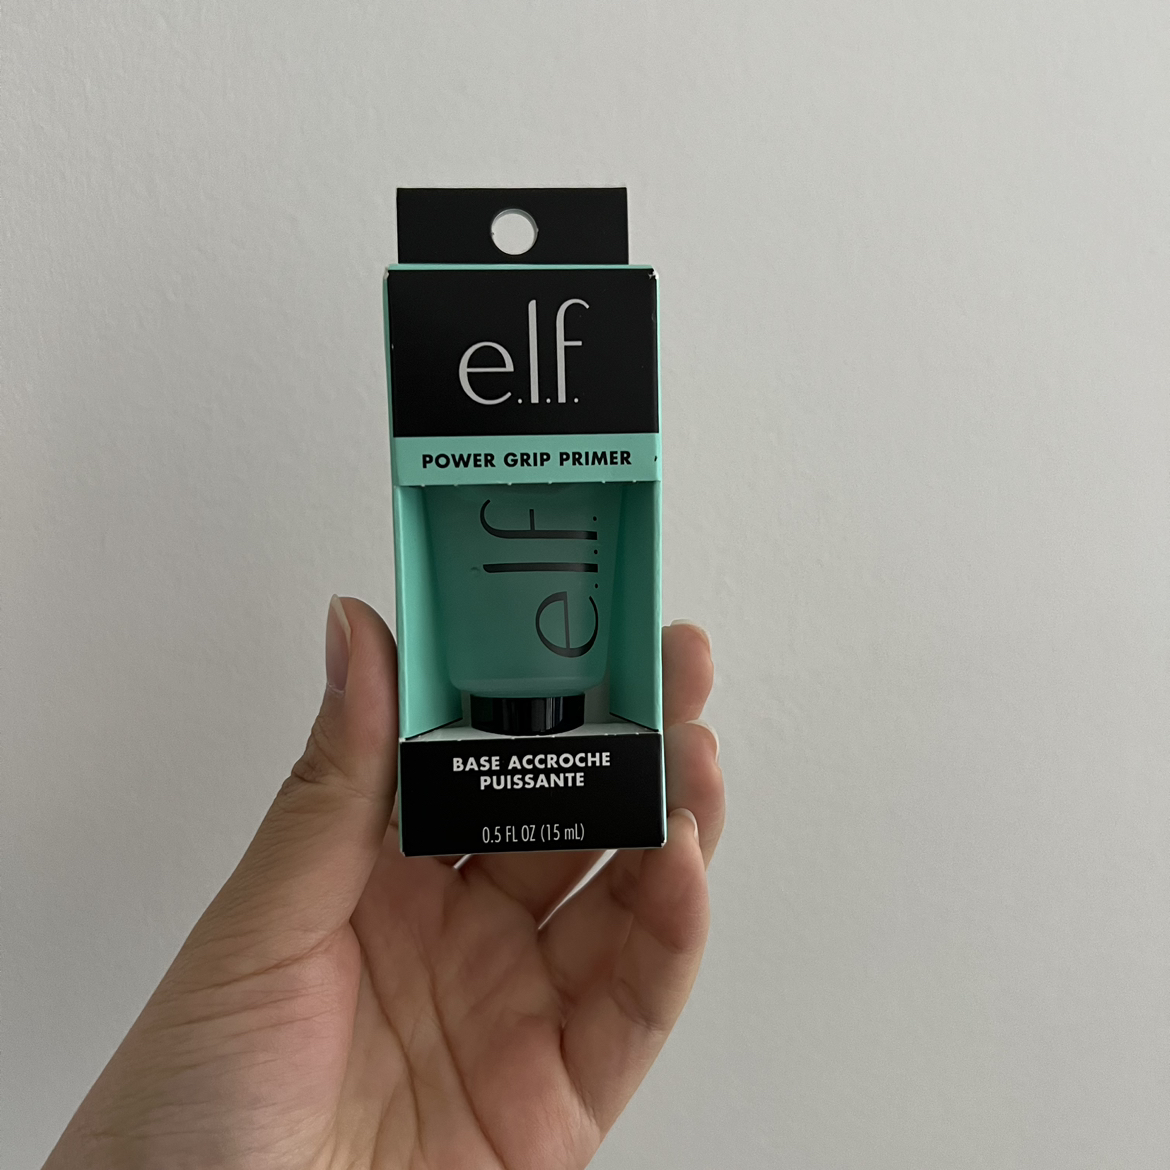 e.l.f.
POWER GRIP PRIMER
e.l.f.
BASE ACCROCHE
PUISSANTE
0.5 FL OZ (15 mL)